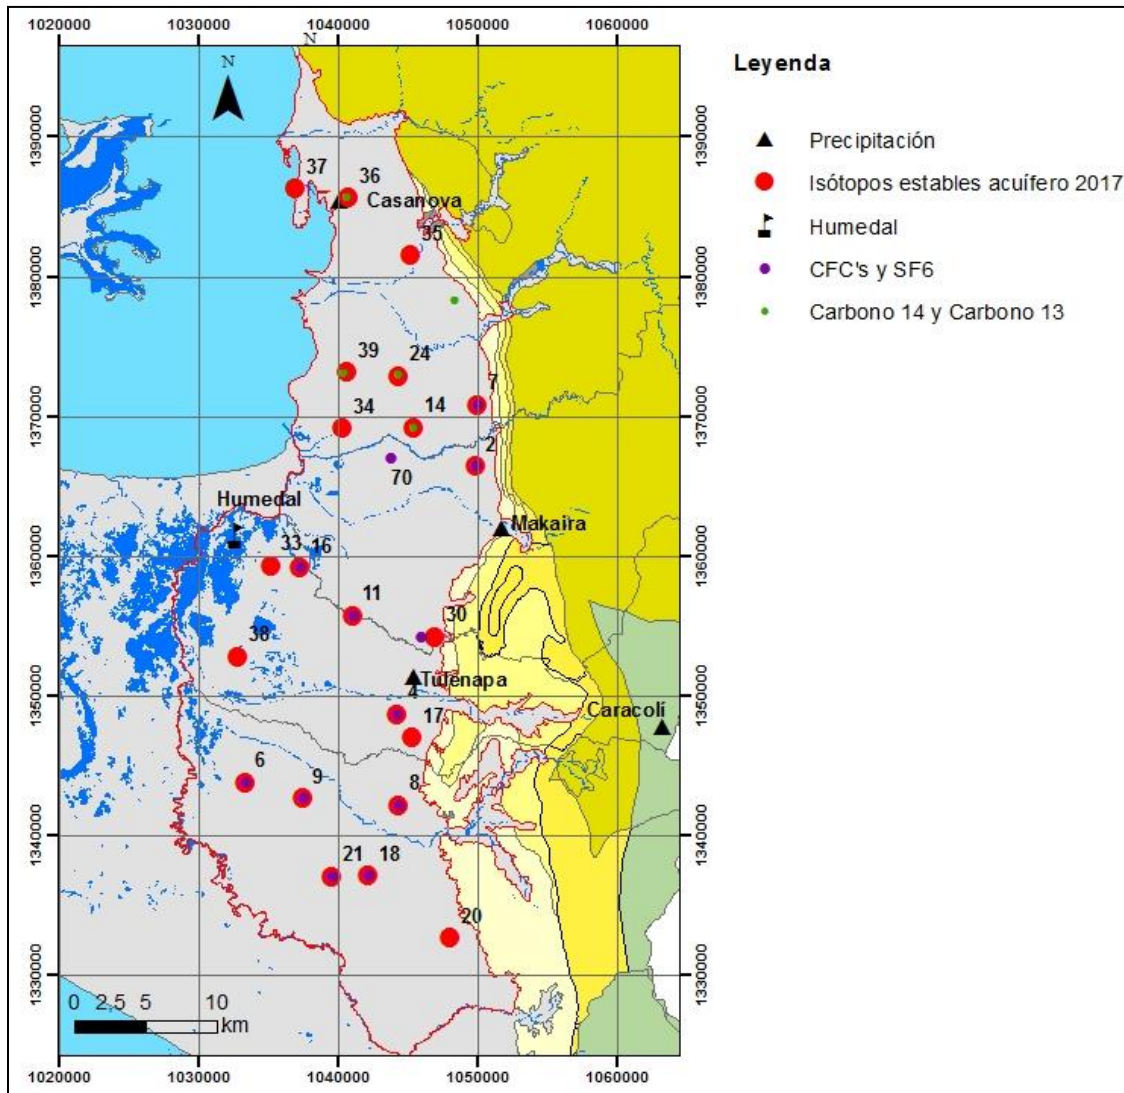 1020000 1030000 1040000 1050000 1060000
N
N
Leyenda
Precipitación
Isótopos estables acuífero 2017
Humedal
CFC's y SF6
Carbono 14 y Carbono 13
1390000 1390000
37 36
Casanova
35
1380000 1380000
39 24
7
1370000 34 14 1370000
2
70
Humedal
Makaira
33 16
1360000 1360000
11
30
38
Tulenapa
4
1350000 Caracolí 1350000
17
6 9 8
1340000 1340000
21 18
20
1330000 1330000
0 2,5 5 10
km
1020000 1030000 1040000 1050000 1060000